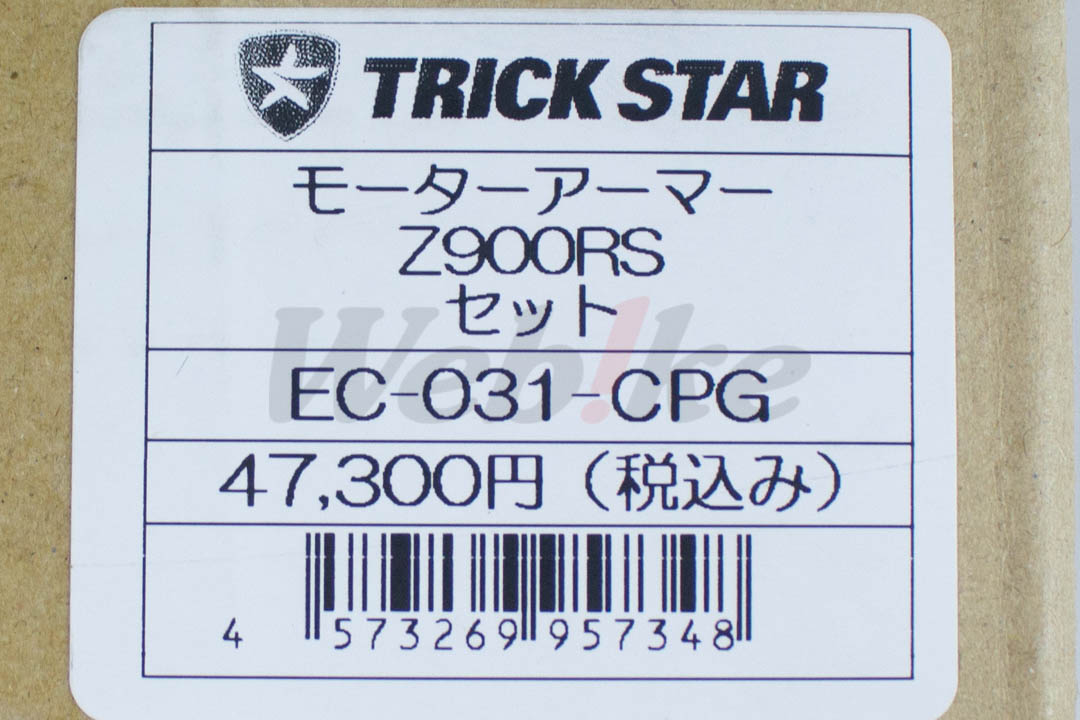 TRICK STAR
モーターアーマー
Z900RS
セット
Webike
EC-031-CPG
47,300円（税込み）
4 573269 957348